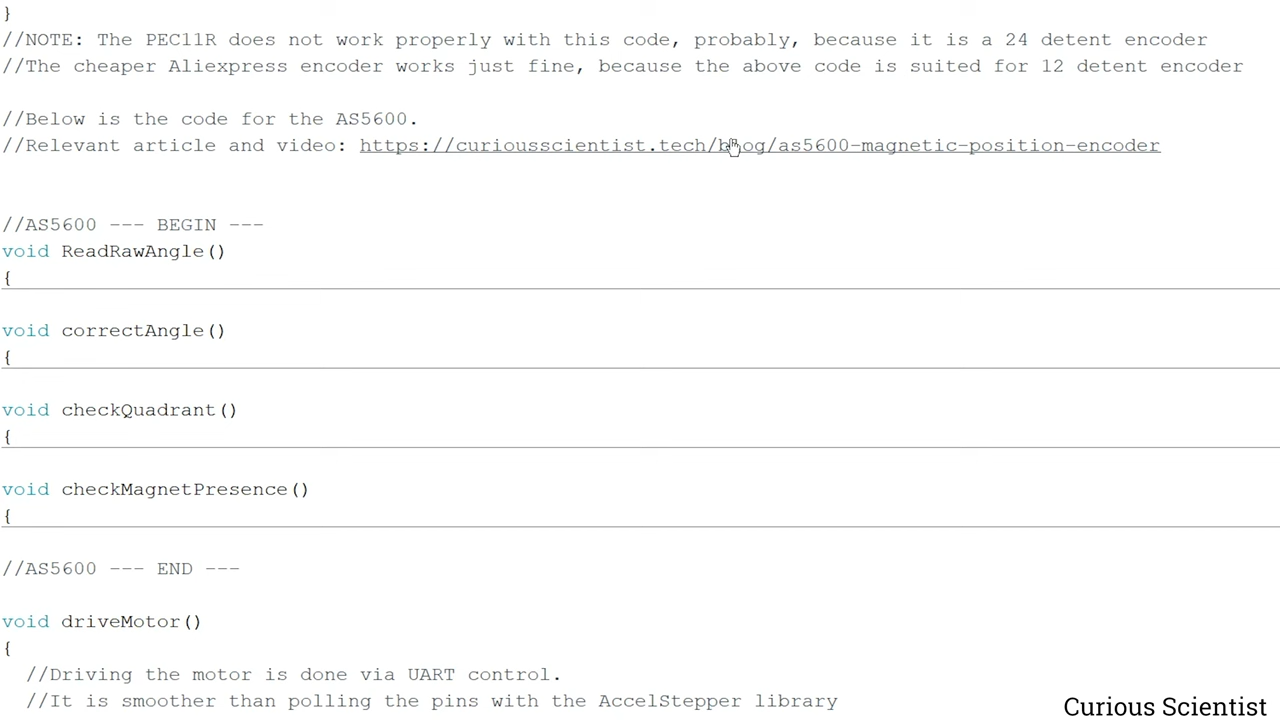 }
//NOTE: The PEC11R does not work properly with this code, probably, because it is a 24 detent encoder
//The cheaper Aliexpress encoder works just fine, because the above code is suited for 12 detent encoder
//Below is the code for the AS5600.
//Relevant article and video: https://curiousscientist.tech/blog/as5600-magnetic-position-encoder
//AS5600 --- BEGIN ---
void ReadRawAngle()
{
void correctAngle()
{
void checkQuadrant()
{
void checkMagnetPresence()
{
//AS5600 --- END ---
void driveMotor()
{
//Driving the motor is done via UART control.
//It is smoother than polling the pins with the AccelStepper library
Curious Scientist